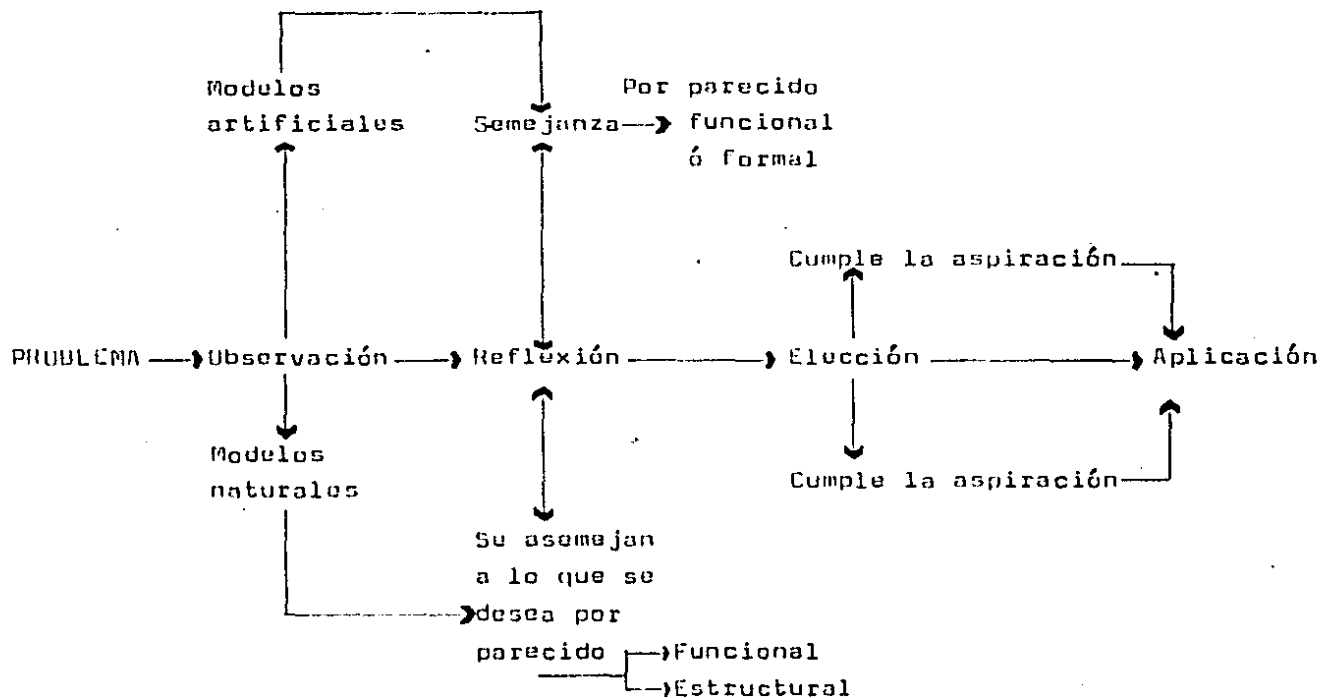 Modelos
artificiales
Semejanza
Por parecido
funcional
ó formal
Cumple la aspiración
PROBLEMA
Observación
Reflexión
Elección
Aplicación
Modelos
naturales
Cumple la aspiración
Se asemejan
a lo que se
desea por
parecido
Funcional
Estructural